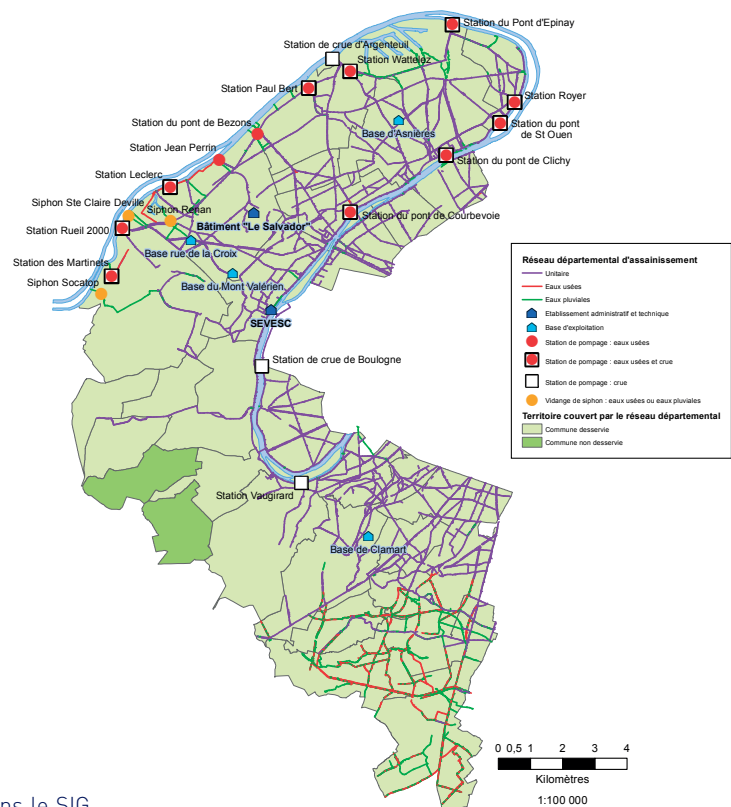 Station du Pont d'Epinay
Station de crue d'Argenteuil
Station Wattelez
Station Paul Bert
Station Royer
Station du pont de Bezons
Base d'Asnières
Station du pont
de St Ouen
Station Jean Perrin
Station du pont de Clichy
Station Leclerc
Siphon Ste Claire Deville
Siphon Renan
Station du pont de Courbevoie
Bâtiment "Le Salvador"
Station Rueil 2000
Base rue de la Croix
Station des Martinets
Base du Mont Valérien
Siphon Socatop
SEVESC
Station de crue de Boulogne
Station Vaugirard
Base de Clamart
Réseau départemental d'assainissement
Unitaire
Eaux usées
Eaux pluviales
Etablissement administratif et technique
Base d'exploitation
Station de pompage : eaux usées
Station de pompage : eaux usées et crue
Station de pompage : crue
Vidange de siphon : eaux usées ou eaux pluviales
Territoire couvert par le réseau départemental
Commune desservie
Commune non desservie
0 0,5 1 2 3 4
Kilomètres
1:100 000
ns le SIG